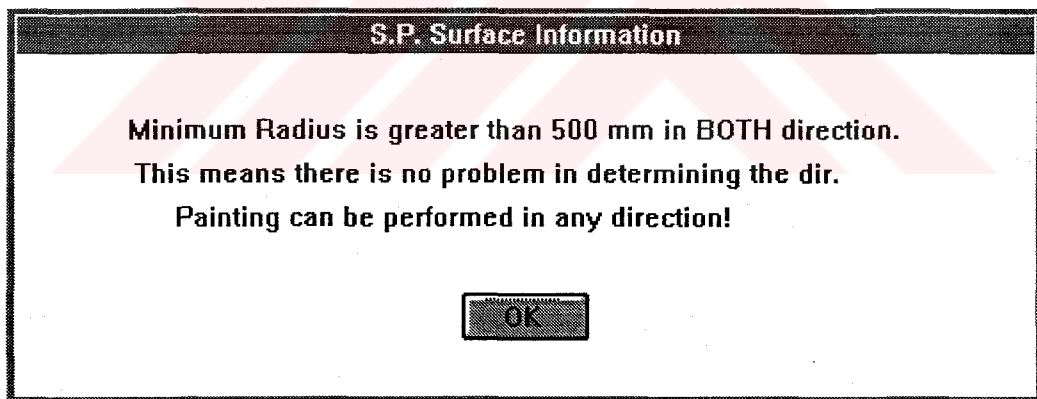 S.P. Surface Information
Minimum Radius is greater than 500 mm in BOTH direction.
This means there is no problem in determining the dir.
Painting can be performed in any direction!
OK